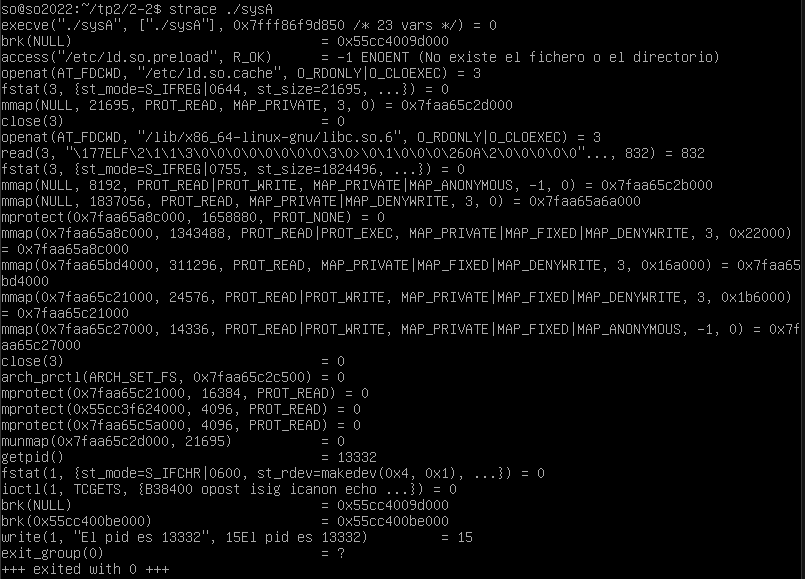 so@so2022:~/tp2/2-2$ strace ./sysA
execve("./sysA", ["./sysA"], 0x7fff86f9d850 /* 23 vars */) = 0
brk(NULL)                               = 0x55cc4009d000
access("/etc/ld.so.preload", R_OK)      = -1 ENOENT (No existe el fichero o el directorio)
openat(AT_FDCWD, "/etc/ld.so.cache", O_RDONLY|O_CLOEXEC) = 3
fstat(3, {st_mode=S_IFREG|0644, st_size=21695, ...}) = 0
mmap(NULL, 21695, PROT_READ, MAP_PRIVATE, 3, 0) = 0x7faa65c2d000
close(3)                                = 0
openat(AT_FDCWD, "/lib/x86_64-linux-gnu/libc.so.6", O_RDONLY|O_CLOEXEC) = 3
read(3, "\177ELF\2\1\1\3\0\0\0\0\0\0\0\0\3\0>\0\1\0\0\0\260A\2\0\0\0\0\0"..., 832) = 832
fstat(3, {st_mode=S_IFREG|0755, st_size=1824496, ...}) = 0
mmap(NULL, 8192, PROT_READ|PROT_WRITE, MAP_PRIVATE|MAP_ANONYMOUS, -1, 0) = 0x7faa65c2b000
mmap(NULL, 1837056, PROT_READ, MAP_PRIVATE|MAP_DENYWRITE, 3, 0) = 0x7faa65a6a000
mprotect(0x7faa65a8c000, 1658880, PROT_NONE) = 0
mmap(0x7faa65a8c000, 1343488, PROT_READ|PROT_EXEC, MAP_PRIVATE|MAP_FIXED|MAP_DENYWRITE, 3, 0x22000)
= 0x7faa65a8c000
mmap(0x7faa65bd4000, 311296, PROT_READ, MAP_PRIVATE|MAP_FIXED|MAP_DENYWRITE, 3, 0x16a000) = 0x7faa65
bd4000
mmap(0x7faa65c21000, 24576, PROT_READ|PROT_WRITE, MAP_PRIVATE|MAP_FIXED|MAP_DENYWRITE, 3, 0x1b6000)
= 0x7faa65c21000
mmap(0x7faa65c27000, 14336, PROT_READ|PROT_WRITE, MAP_PRIVATE|MAP_FIXED|MAP_ANONYMOUS, -1, 0) = 0x7f
aa65c27000
close(3)                                = 0
arch_prctl(ARCH_SET_FS, 0x7faa65c2c500) = 0
mprotect(0x7faa65c21000, 16384, PROT_READ) = 0
mprotect(0x55cc3f624000, 4096, PROT_READ) = 0
mprotect(0x7faa65c5a000, 4096, PROT_READ) = 0
munmap(0x7faa65c2d000, 21695)           = 0
getpid()                                = 13332
fstat(1, {st_mode=S_IFCHR|0600, st_rdev=makedev(0x4, 0x1), ...}) = 0
ioctl(1, TCGETS, {B38400 opost isig icanon echo ...}) = 0
brk(NULL)                               = 0x55cc4009d000
brk(0x55cc400be000)                     = 0x55cc400be000
write(1, "El pid es 13332", 15El pid es 13332)         = 15
exit_group(0)                           = ?
+++ exited with 0 +++